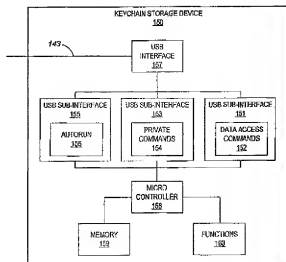 KEYCHAIN STORAGE DEVICE
150
143
USB
INTERFACE
157
USB SUB-INTERFACE
155
USB SUB-INTERFACE
153
USB SUB-INTERFACE
151
AUTORUN
156
PRIVATE
COMMANDS
154
DATA ACCESS
COMMANDS
152
MICRO
CONTROLLER
158
MEMORY
159
FUNCTIONS
160